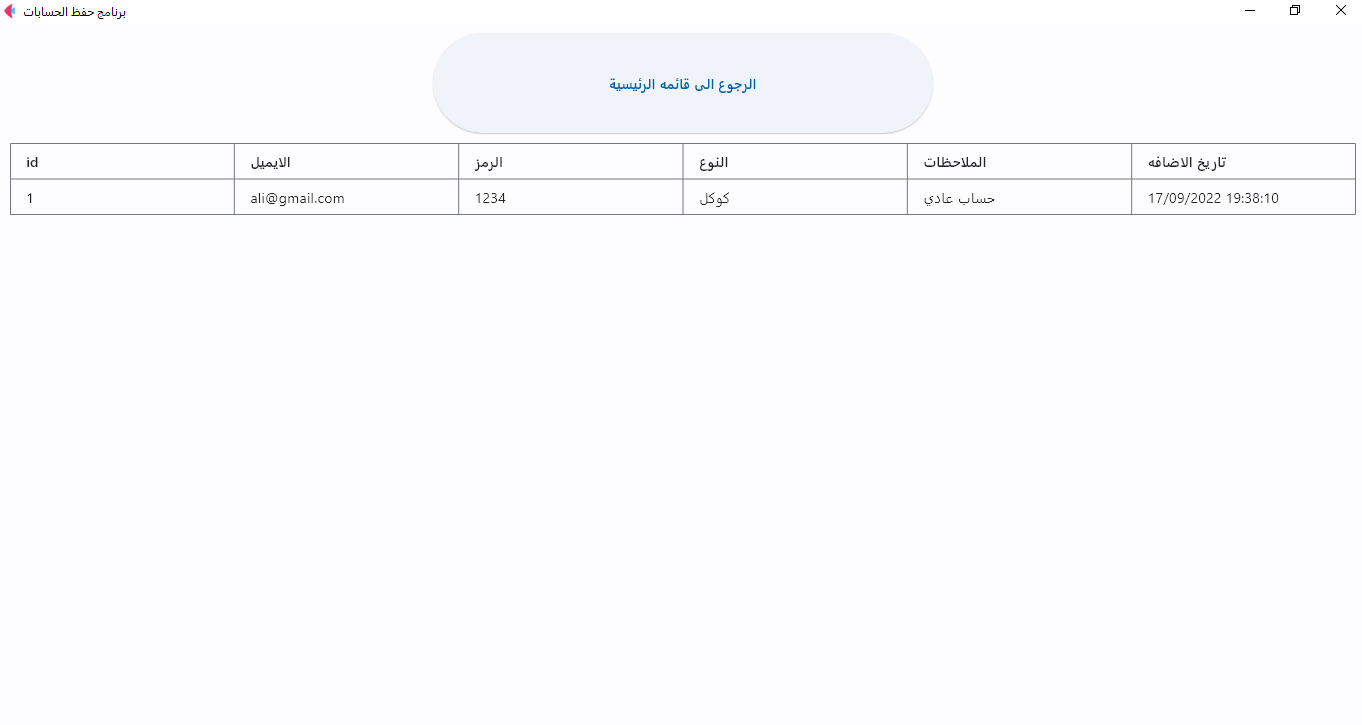 برنامج حفظ الحسابات
الرجوع الى قائمه الرئيسية
id الايميل الرمز النوع الملاحظات تاريخ الاضافه
1 ali@gmail.com 1234 كوكل حساب عادي 17/09/2022 19:38:10